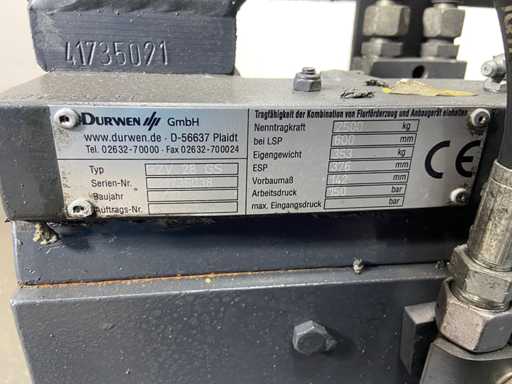 41735021
DURWEN GmbH
www.durwen.de - D-56637 Plaidt
Tel. 02632-70000 - Fax 02632-700024
Typ
Serien-Nr.
Baujahr
Auftrags-Nr.
Tragfähigkeit der Kombination von Flurförderzeug und Anbaugerät einhalten
Nenntragkraft 2500 kg
bei LSP 600 mm
Eigengewicht kg
ESP mm
Vorbaumaß mm
Arbeitsdruck bar
max. Eingangsdruck bar
CE